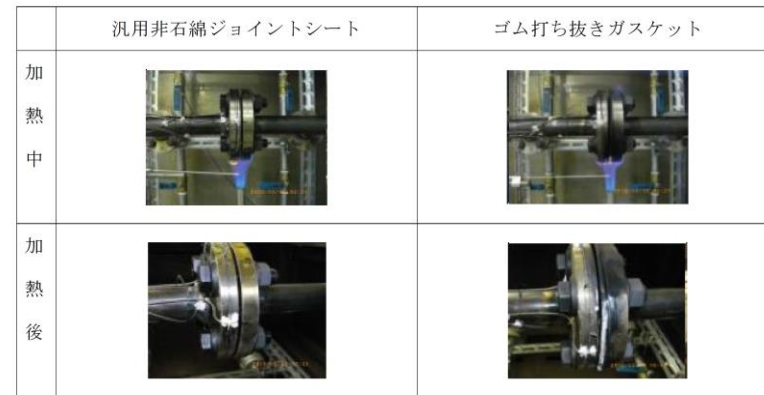 汎用非石綿ジョイントシート
ゴム打ち抜きガスケット
加熱中
加熱後